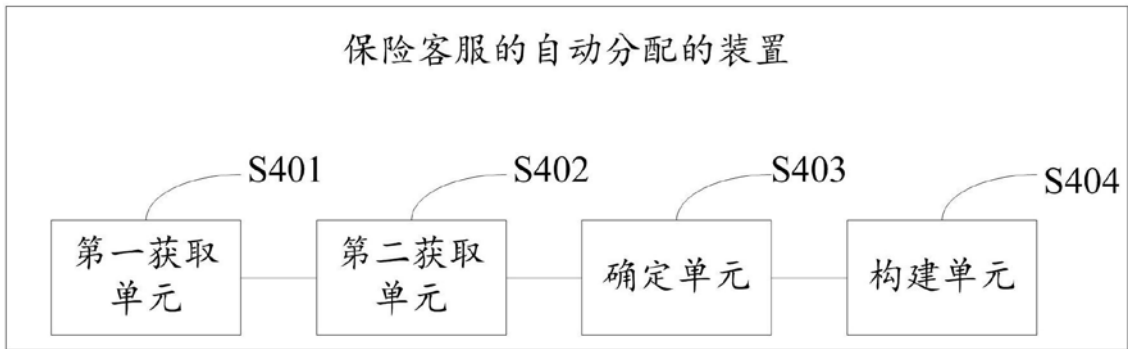 保险客服的自动分配的装置
S401
S402
S403
S404
第一获取
单元
第二获取
单元
确定单元
构建单元